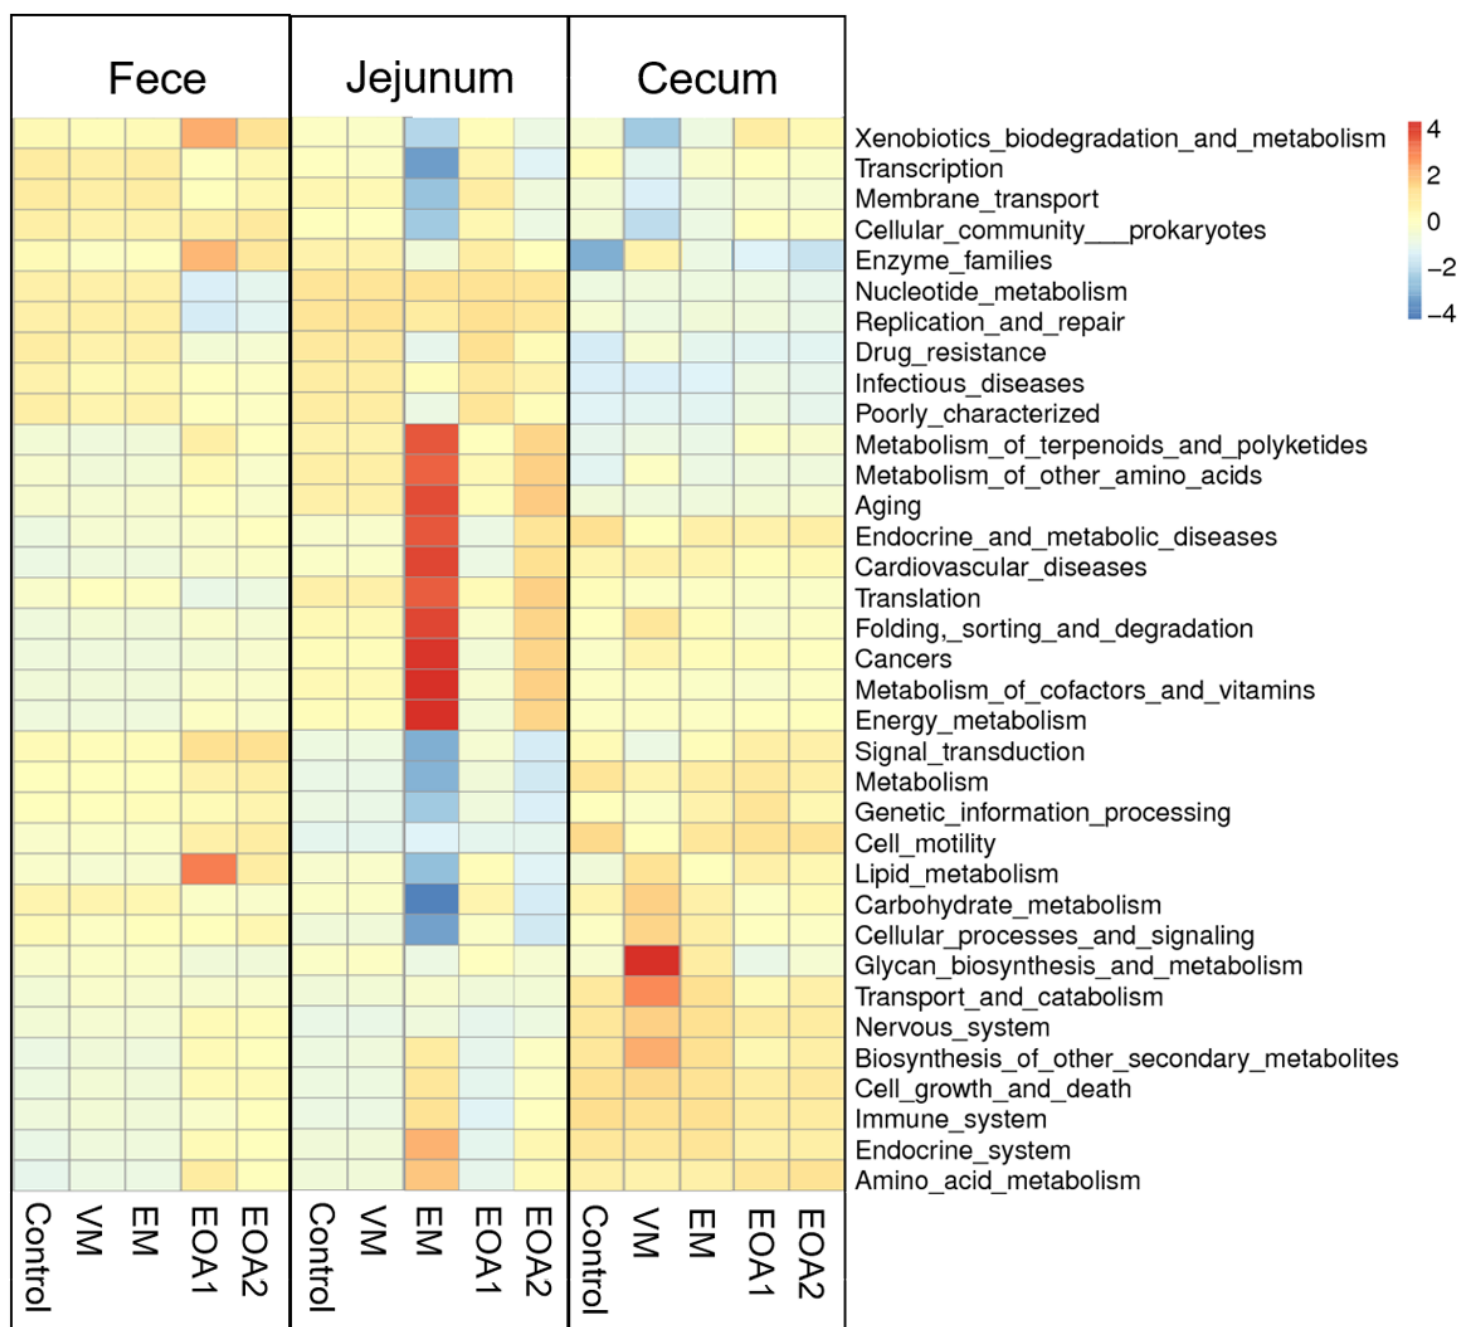 Fece Jejunum Cecum
Xenobiotics_biodegradation_and_metabolism
Transcription
Membrane_transport
Cellular_community___prokaryotes
Enzyme_families
Nucleotide_metabolism
Replication_and_repair
Drug_resistance
Infectious_diseases
Poorly_characterized
Metabolism_of_terpenoids_and_polyketides
Metabolism_of_other_amino_acids
Aging
Endocrine_and_metabolic_diseases
Cardiovascular_diseases
Translation
Folding,_sorting_and_degradation
Cancers
Metabolism_of_cofactors_and_vitamins
Energy_metabolism
Signal_transduction
Metabolism
Genetic_information_processing
Cell_motility
Lipid_metabolism
Carbohydrate_metabolism
Cellular_processes_and_signaling
Glycan_biosynthesis_and_metabolism
Transport_and_catabolism
Nervous_system
Biosynthesis_of_other_secondary_metabolites
Cell_growth_and_death
Immune_system
Endocrine_system
Amino_acid_metabolism
4
2
0
−2
−4
Control
VM
EM
EOA1
EOA2
Control
VM
EM
EOA1
EOA2
Control
VM
EM
EOA1
EOA2